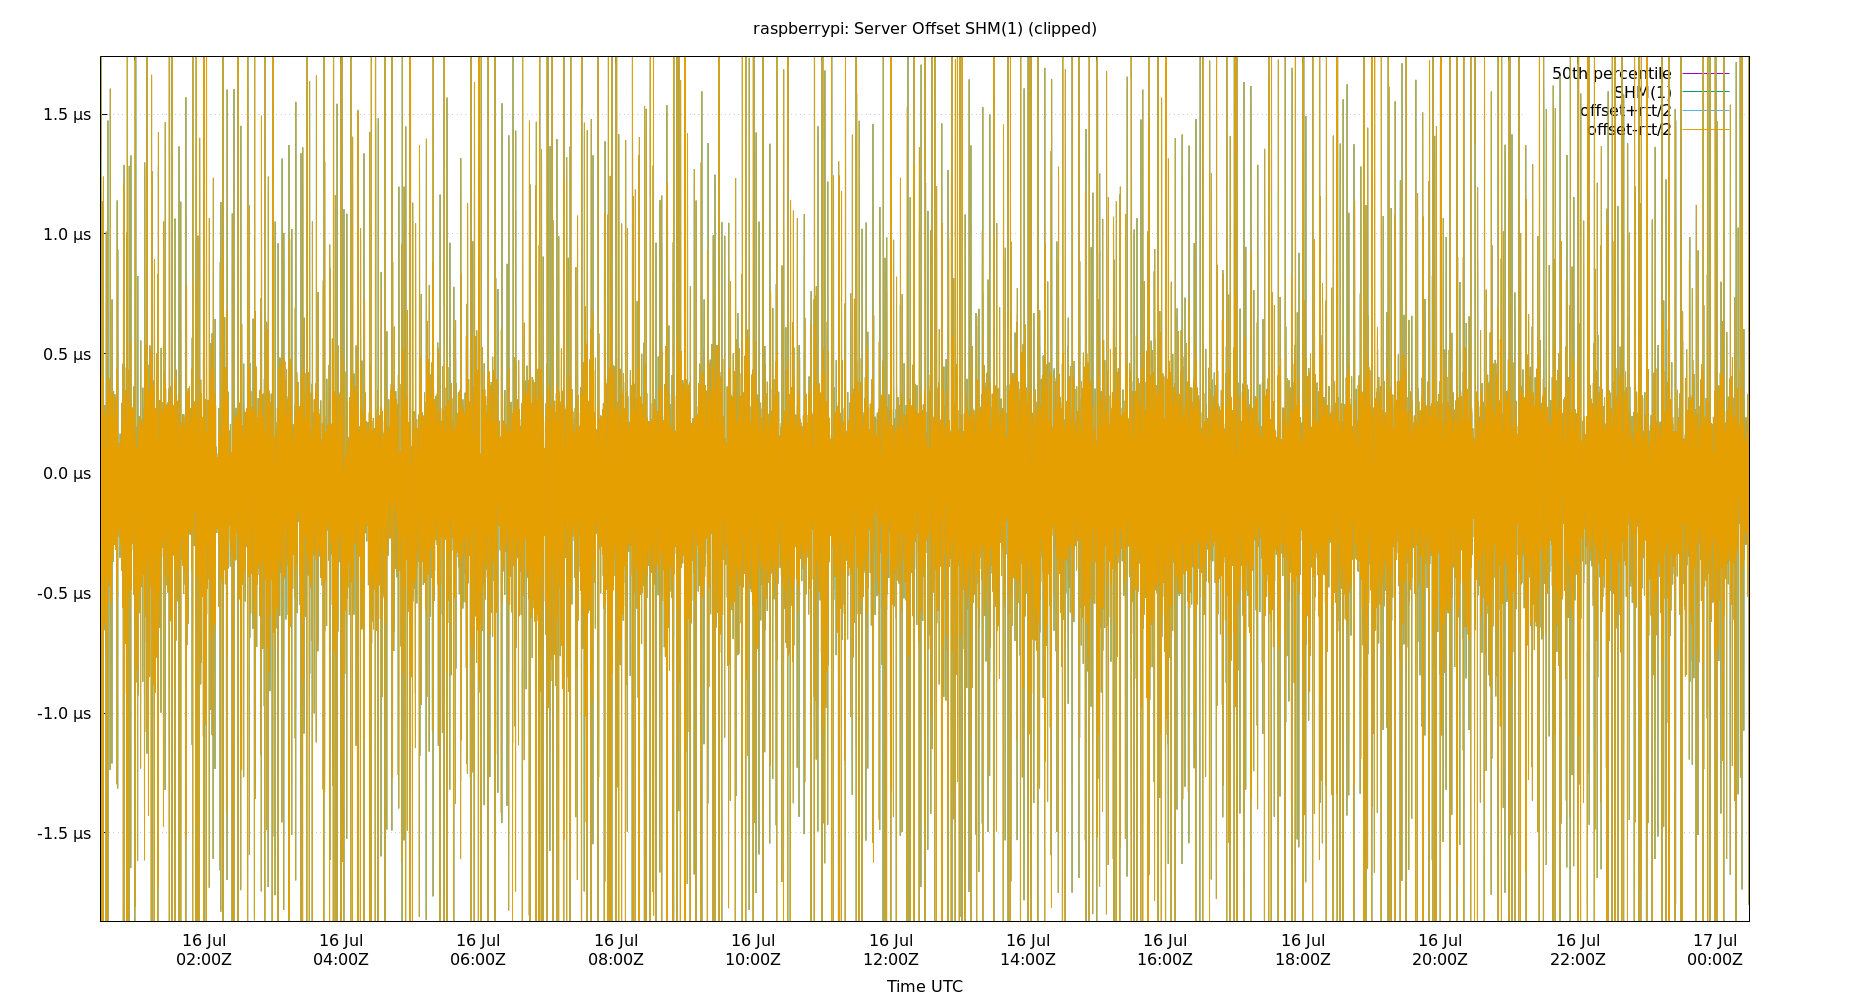 raspberrypi: Server Offset SHM(1) (clipped)
50th percentile
SHM(1)
offset+rtt/2
offset-rtt/2
1.5 µs
1.0 µs
0.5 µs
0.0 µs
-0.5 µs
-1.0 µs
-1.5 µs
16 Jul 16 Jul 16 Jul 16 Jul 16 Jul 16 Jul 16 Jul 16 Jul 16 Jul 16 Jul 16 Jul 17 Jul
02:00Z 04:00Z 06:00Z 08:00Z 10:00Z 12:00Z 14:00Z 16:00Z 18:00Z 20:00Z 22:00Z 00:00Z
Time UTC